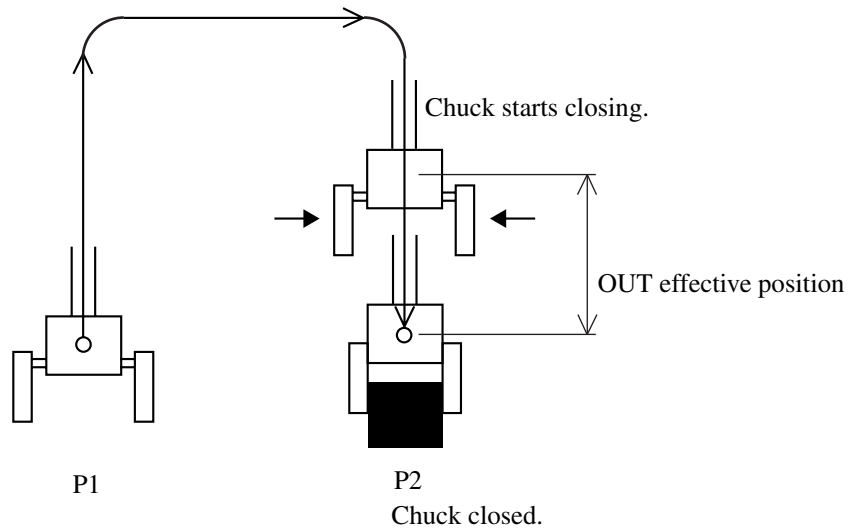 Chuck starts closing.
OUT effective position
P1
P2
Chuck closed.